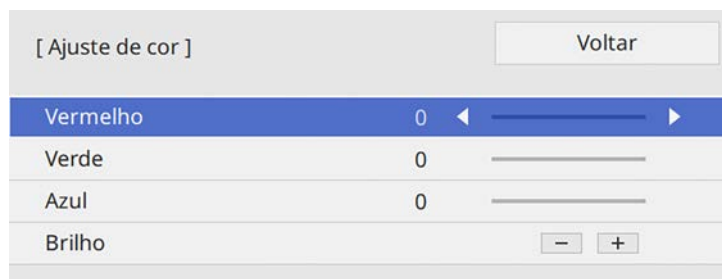 [ Ajuste de cor ] Voltar
Vermelho 0
Verde 0
Azul 0
Brilho − +